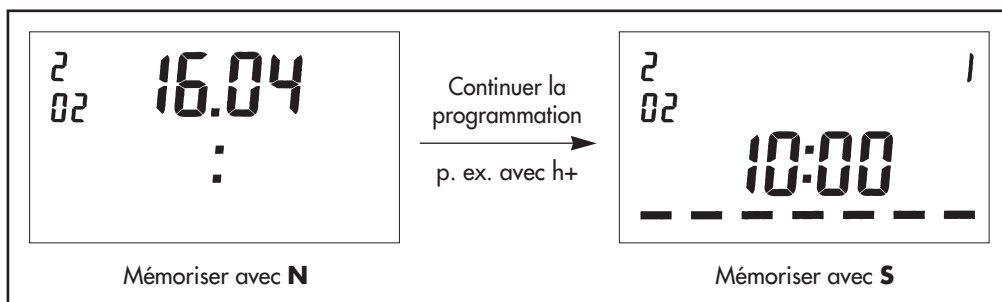 2
02
16.04
:
Mémoriser avec N
Continuer la
programmation
p. ex. avec h+
2
1
02
10:00
Mémoriser avec S